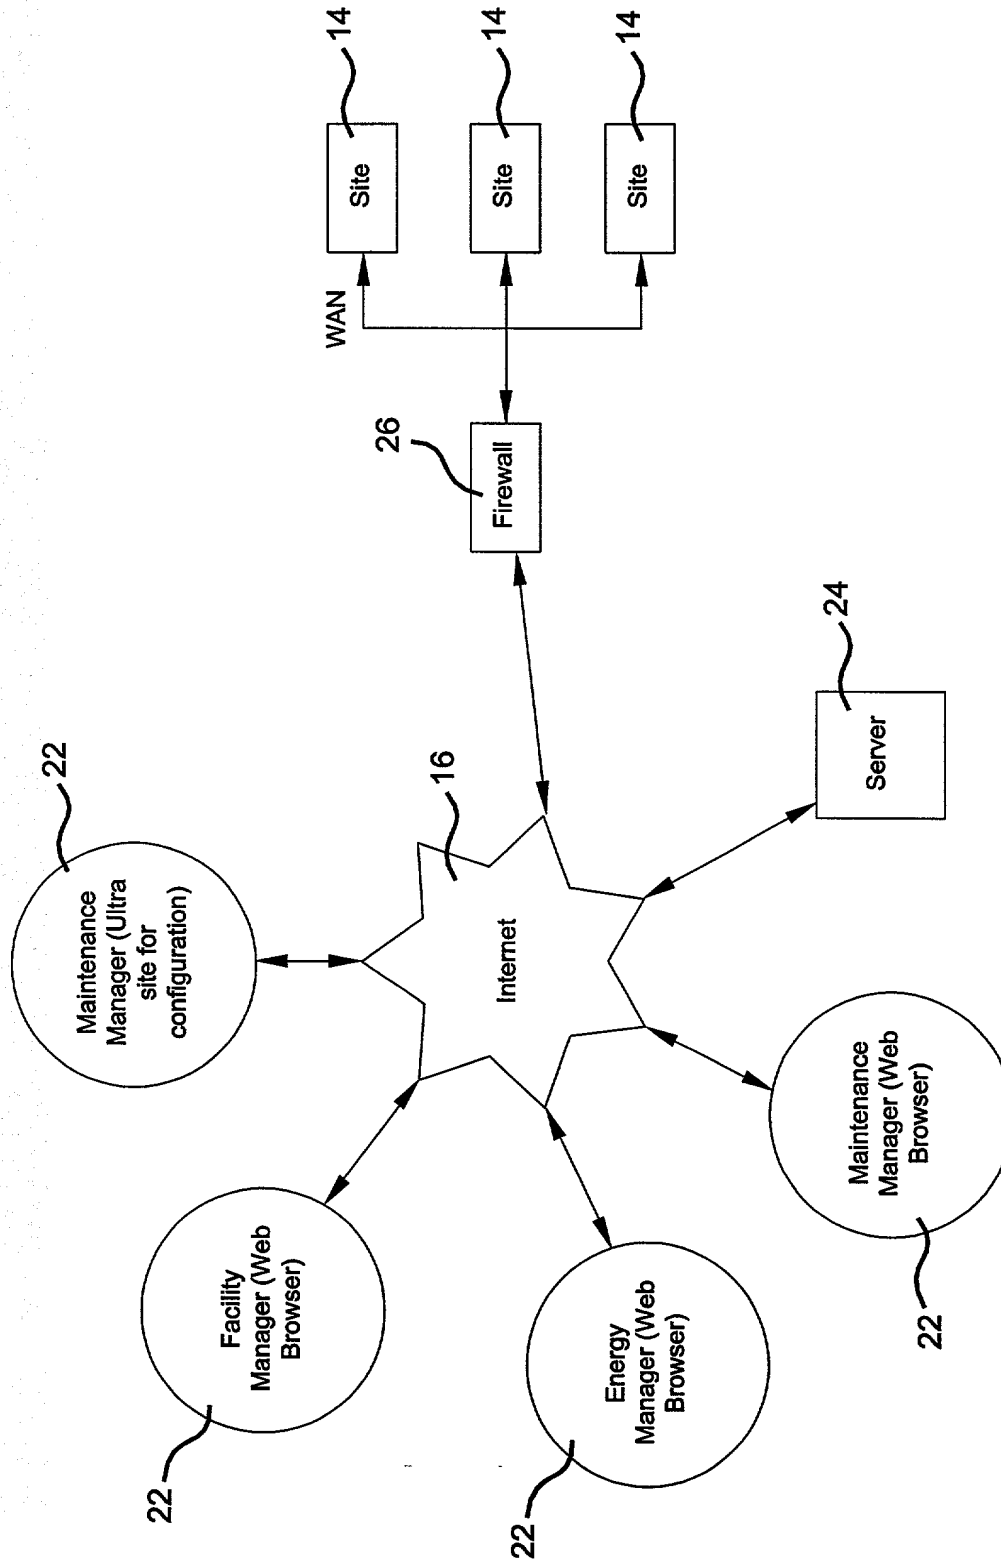 22
Maintenance
Manager (Ultra
site for
configuration)
22
Facility
Manager (Web
Browser)
22
Energy
Manager (Web
Browser)
22
Maintenance
Manager (Web
Browser)
16
Internet
24
Server
26
Firewall
WAN
14
Site
14
Site
14
Site